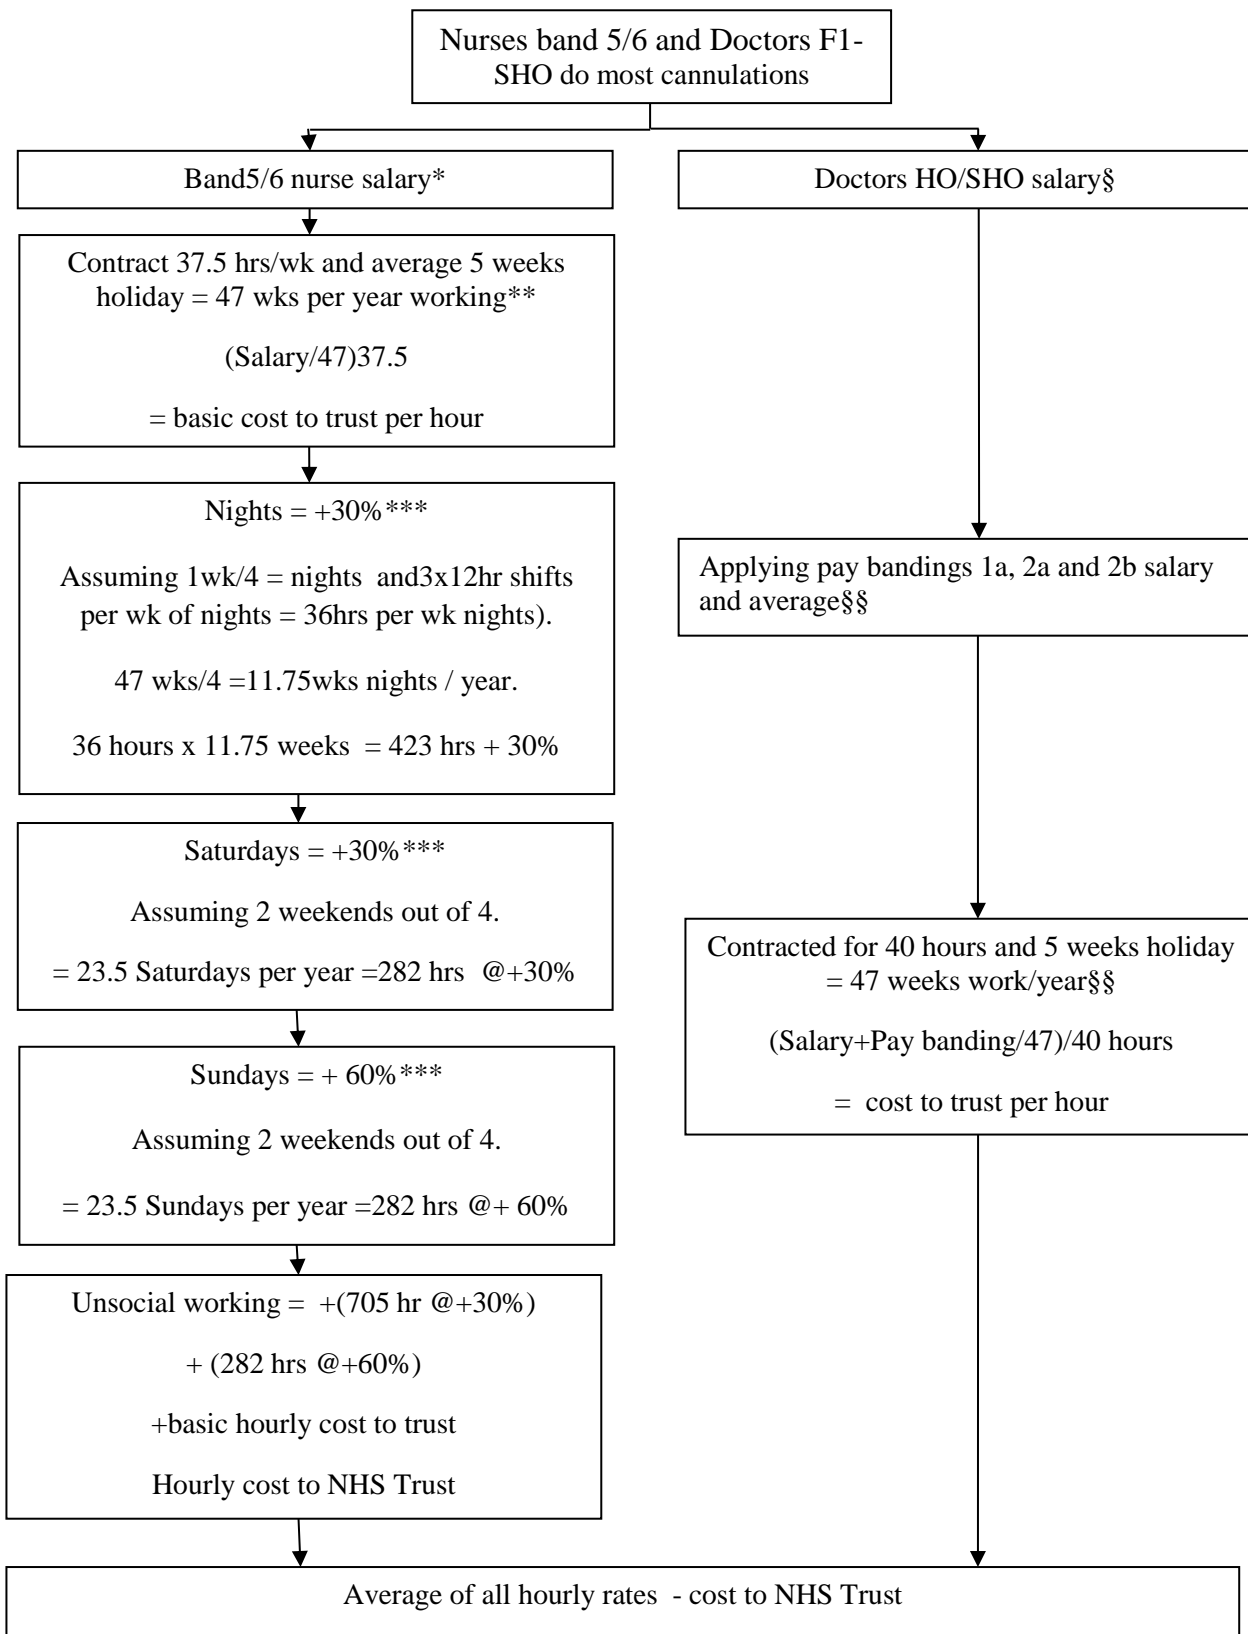 Nurses band 5/6 and Doctors F1-
SHO do most cannulations
Band5/6 nurse salary*
Doctors HO/SHO salary§
Contract 37.5 hrs/wk and average 5 weeks
holiday = 47 wks per year working**
(Salary/47)37.5
= basic cost to trust per hour
Nights = +30%***
Assuming 1wk/4 = nights and3x12hr shifts
per wk of nights = 36hrs per wk nights).
47 wks/4 =11.75wks nights / year.
36 hours x 11.75 weeks = 423 hrs + 30%
Applying pay bandings 1a, 2a and 2b salary
and average§§
Saturdays = +30%***
Assuming 2 weekends out of 4.
= 23.5 Saturdays per year =282 hrs @+30%
Contracted for 40 hours and 5 weeks holiday
= 47 weeks work/year§§
(Salary+Pay banding/47)/40 hours
= cost to trust per hour
Sundays = + 60%***
Assuming 2 weekends out of 4.
= 23.5 Sundays per year =282 hrs @+ 60%
Unsocial working = +(705 hr @+30%)
+ (282 hrs @+60%)
+basic hourly cost to trust
Hourly cost to NHS Trust
Average of all hourly rates - cost to NHS Trust